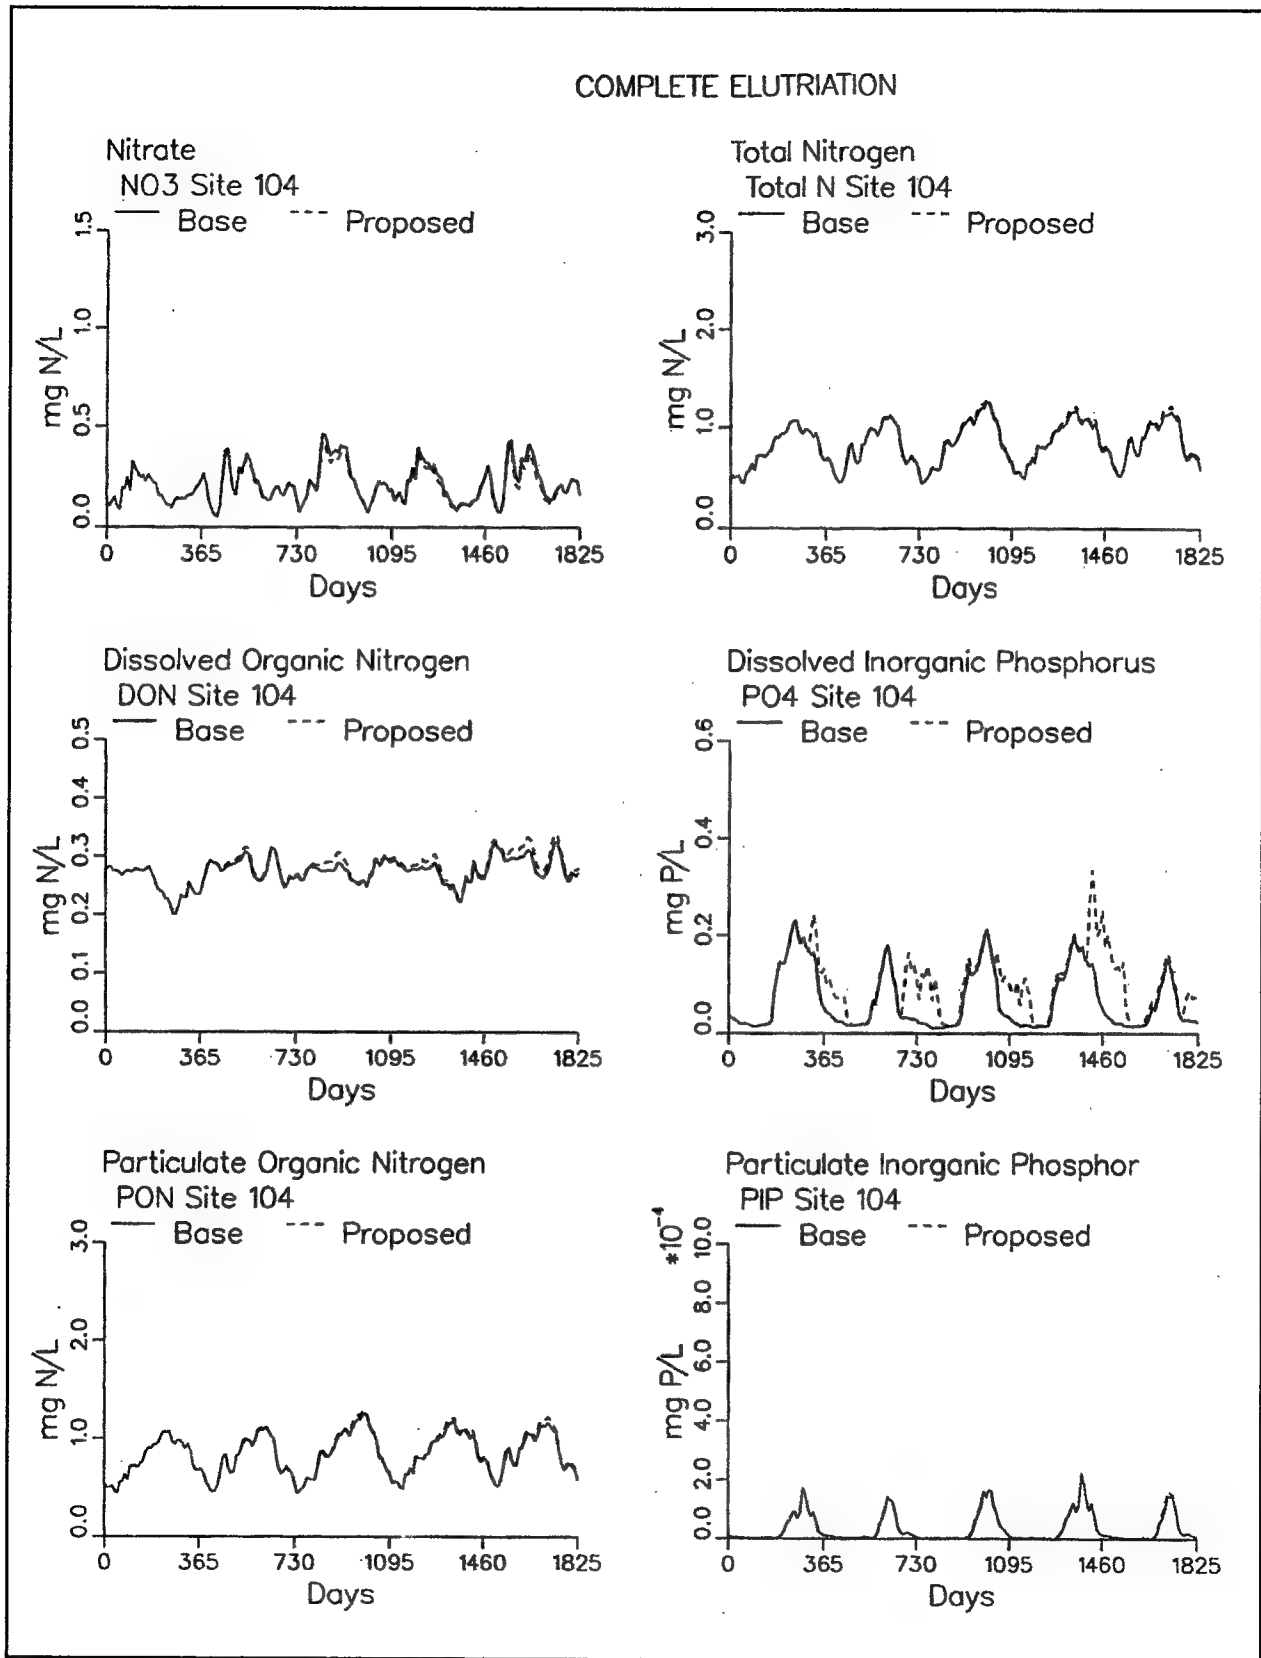 COMPLETE ELUTRIATION
Nitrate
NO3 Site 104
Base Proposed
mg N/L
1.5
1.0
0.5
0.0
0 365 730 1095 1460 1825
Days
Total Nitrogen
Total N Site 104
Base Proposed
mg N/L
3.0
2.0
1.0
0.0
0 365 730 1095 1460 1825
Days
Dissolved Organic Nitrogen
DON Site 104
Base Proposed
mg N/L
0.5
0.4
0.3
0.2
0.1
0.0
0 365 730 1095 1460 1825
Days
Dissolved Inorganic Phosphorus
PO4 Site 104
Base Proposed
mg P/L
0.6
0.4
0.2
0.0
0 365 730 1095 1460 1825
Days
Particulate Organic Nitrogen
PON Site 104
Base Proposed
mg N/L
3.0
2.0
1.0
0.0
0 365 730 1095 1460 1825
Days
Particulate Inorganic Phosphor
PIP Site 104
Base Proposed
*10-4
mg P/L
10.0
8.0
6.0
4.0
2.0
0.0
0 365 730 1095 1460 1825
Days